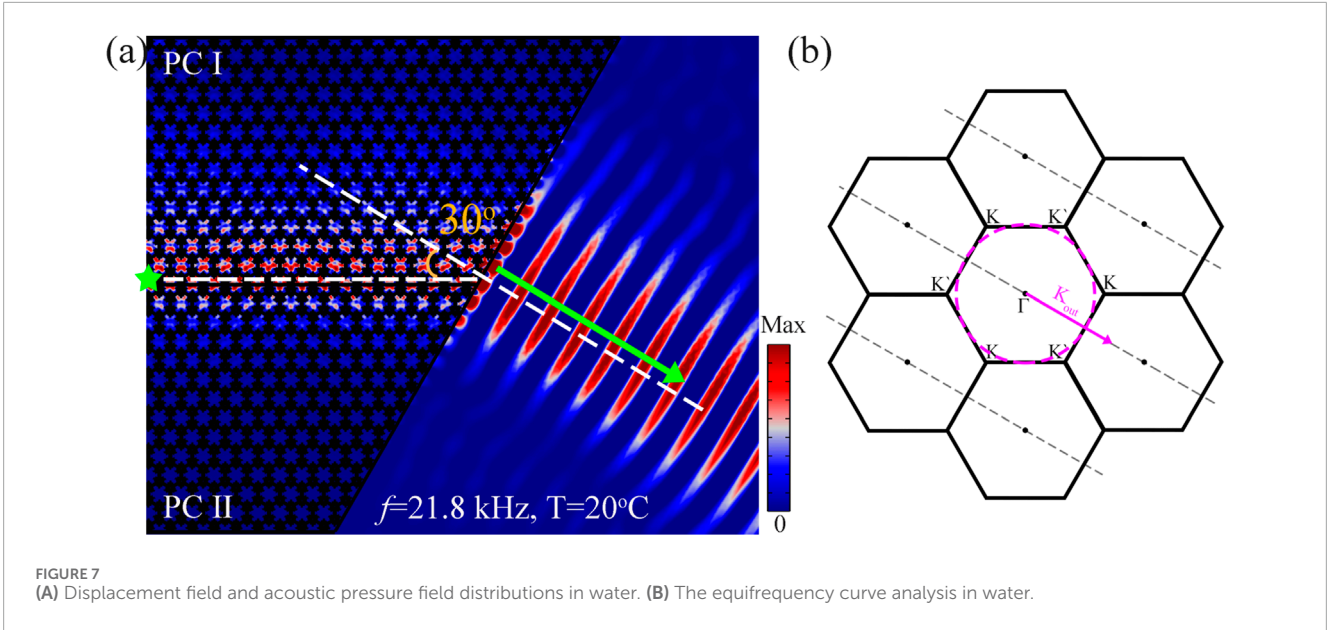 (a)
PC I
30°
PC II
f=21.8 kHz, T=20°C
Max
0
(b)
K
K`
K`
K
Γ
K_out
K
K`
FIGURE 7
(A) Displacement field and acoustic pressure field distributions in water. (B) The equifrequency curve analysis in water.